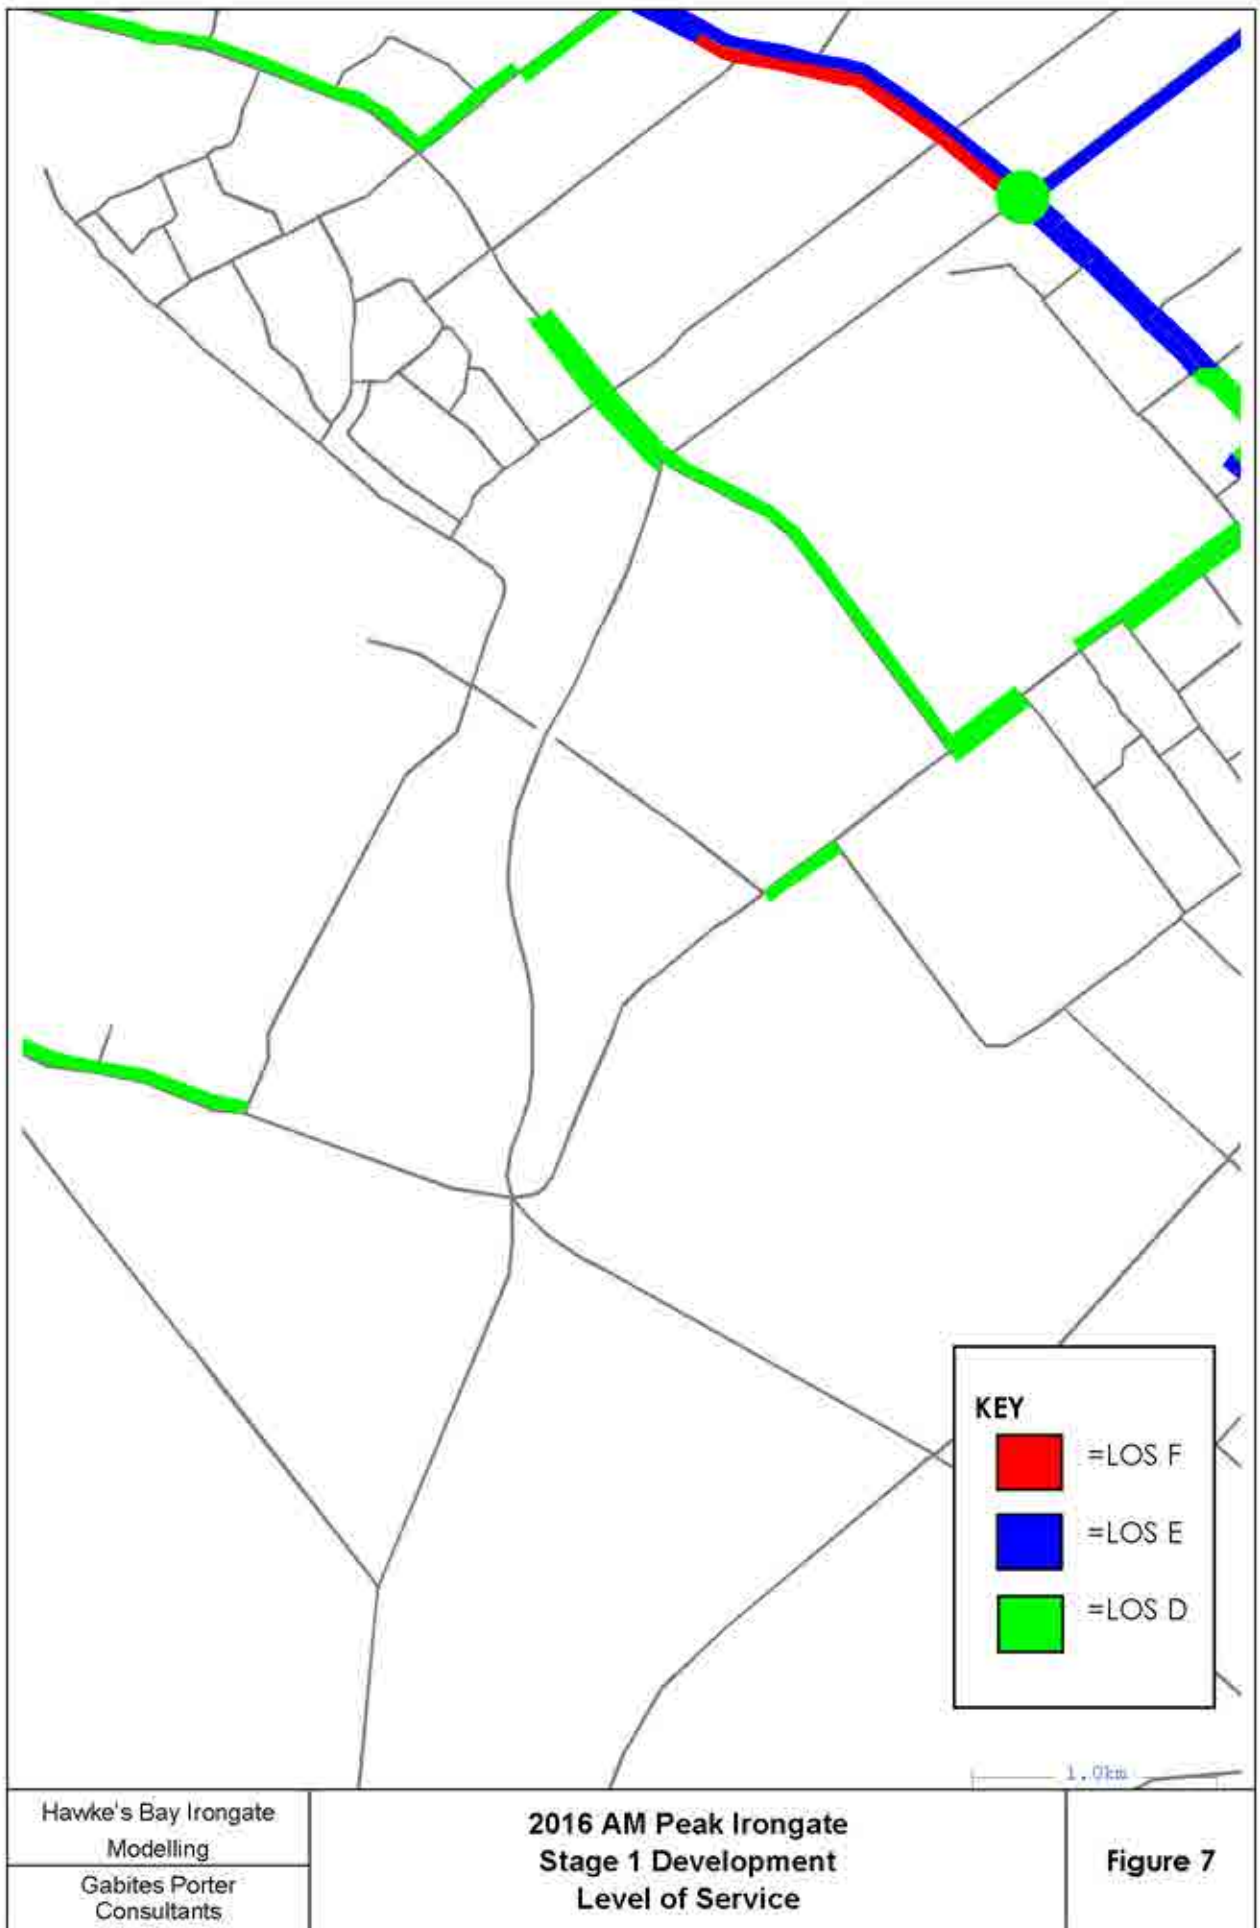 KEY
=LOS F
=LOS E
=LOS D
1.0km
Hawke's Bay Irongate
Modelling
Gabites Porter
Consultants
2016 AM Peak Irongate
Stage 1 Development
Level of Service
Figure 7